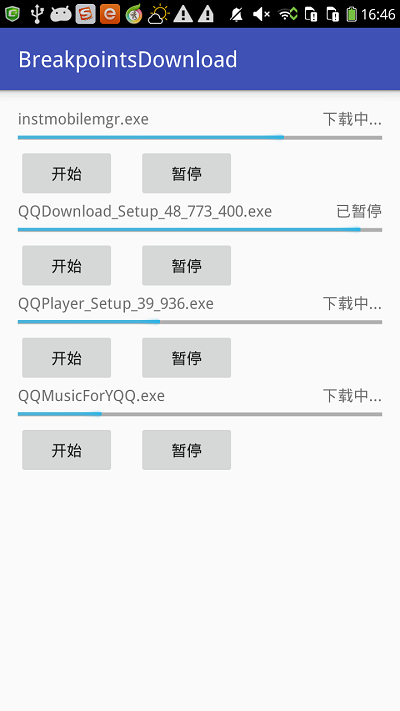 16:46
BreakpointsDownload
instmobilemgr.exe 下载中...
开始 暂停
QQDownload_Setup_48_773_400.exe 已暂停
开始 暂停
QQPlayer_Setup_39_936.exe 下载中...
开始 暂停
QQMusicForYQQ.exe 下载中...
开始 暂停